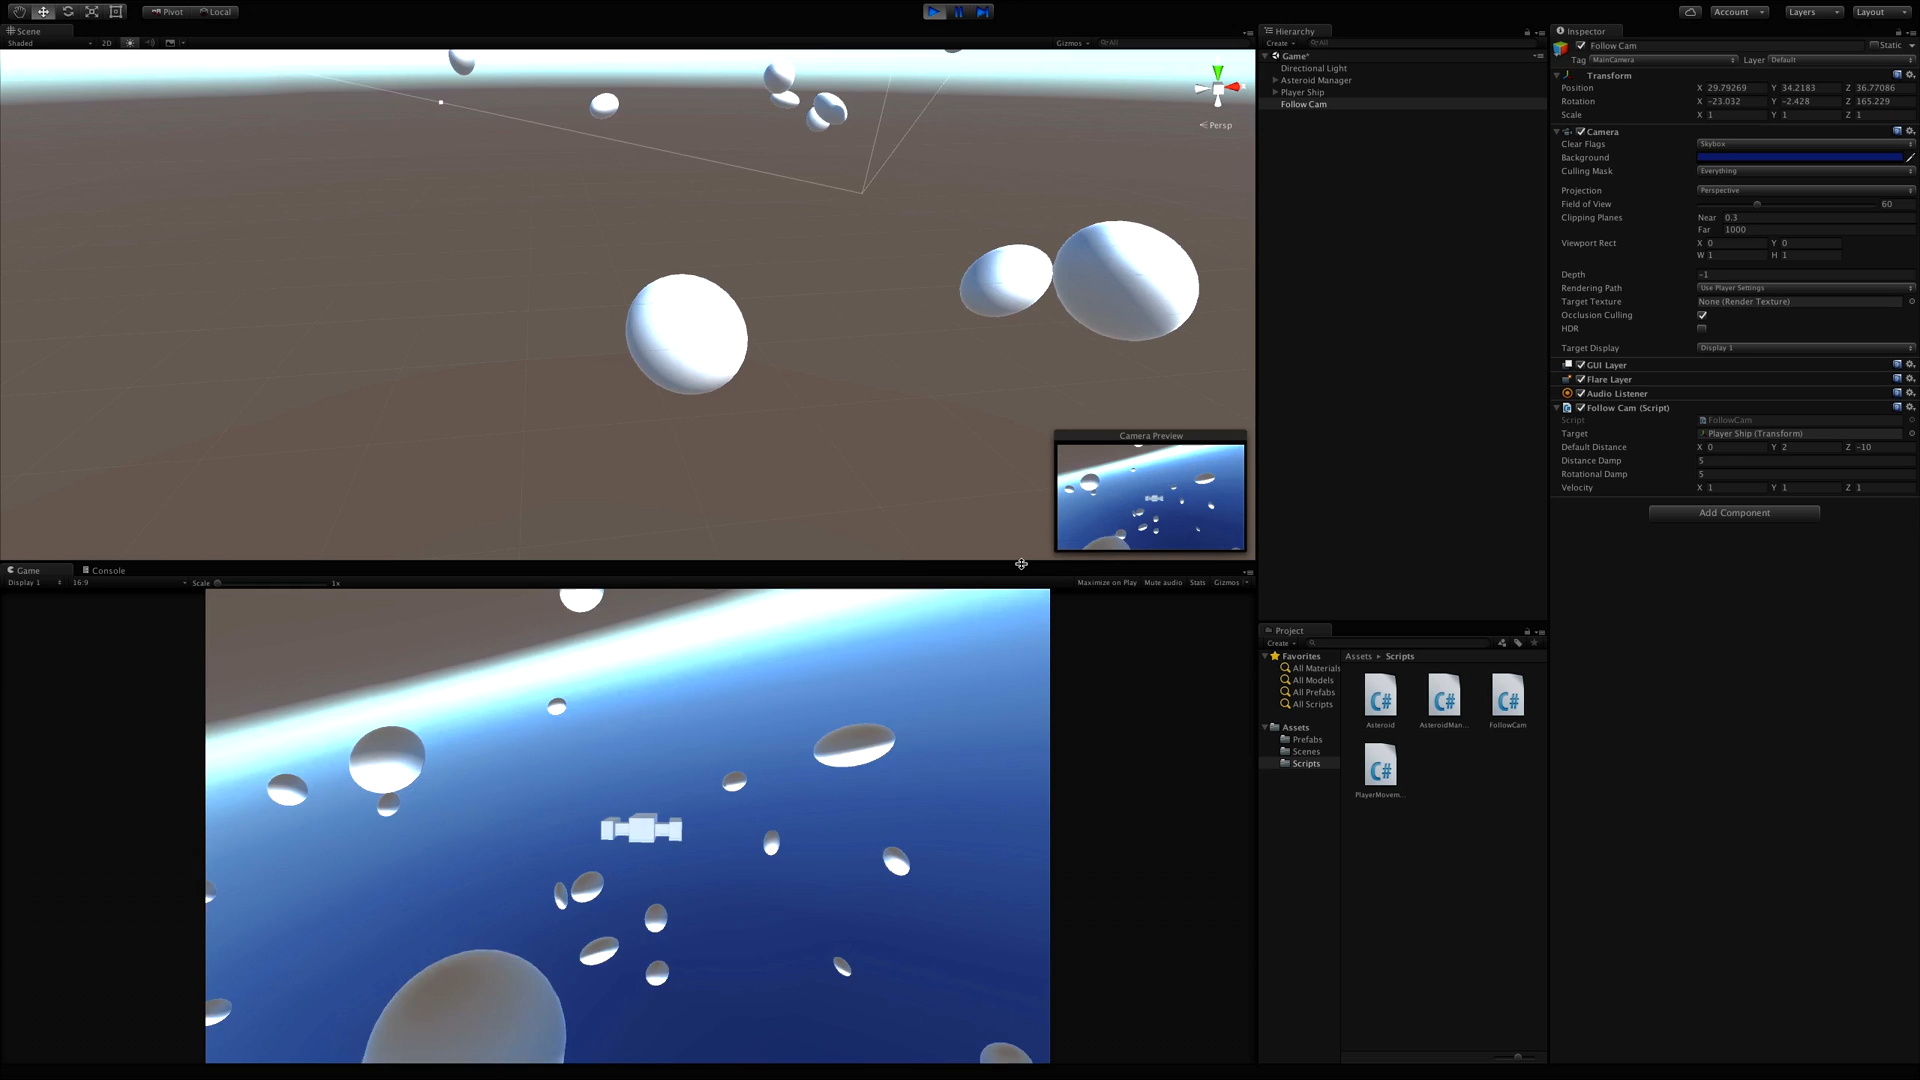 Pivot Local Account Layers Layout
Scene
Shaded 2D Gizmos All
Persp
Camera Preview
Game Console
Display 1 16:9 Scale 1x Maximize on Play Mute audio Stats Gizmos
Hierarchy
Create All
Game*
Directional Light
Asteroid Manager
Player Ship
Follow Cam
Project
Create
Favorites
All Materials
All Models
All Prefabs
All Scripts
Assets
Prefabs
Scenes
Scripts
Assets Scripts
Asteroid AsteroidMan... FollowCam
PlayerMovem...
Inspector
Follow Cam Static
Tag MainCamera Layer Default
Transform
Position X 29.79269 Y 34.2183 Z 36.77086
Rotation X -23.032 Y -2.428 Z 165.229
Scale X 1 Y 1 Z 1
Camera
Clear Flags Skybox
Background
Culling Mask Everything
Projection Perspective
Field of View 60
Clipping Planes Near 0.3
Far 1000
Viewport Rect X 0 Y 0
W 1 H 1
Depth -1
Rendering Path Use Player Settings
Target Texture None (Render Texture)
Occlusion Culling
HDR
Target Display Display 1
GUI Layer
Flare Layer
Audio Listener
Follow Cam (Script)
Script FollowCam
Target Player Ship (Transform)
Default Distance X 0 Y 2 Z -10
Distance Damp 5
Rotational Damp 5
Velocity X 1 Y 1 Z 1
Add Component